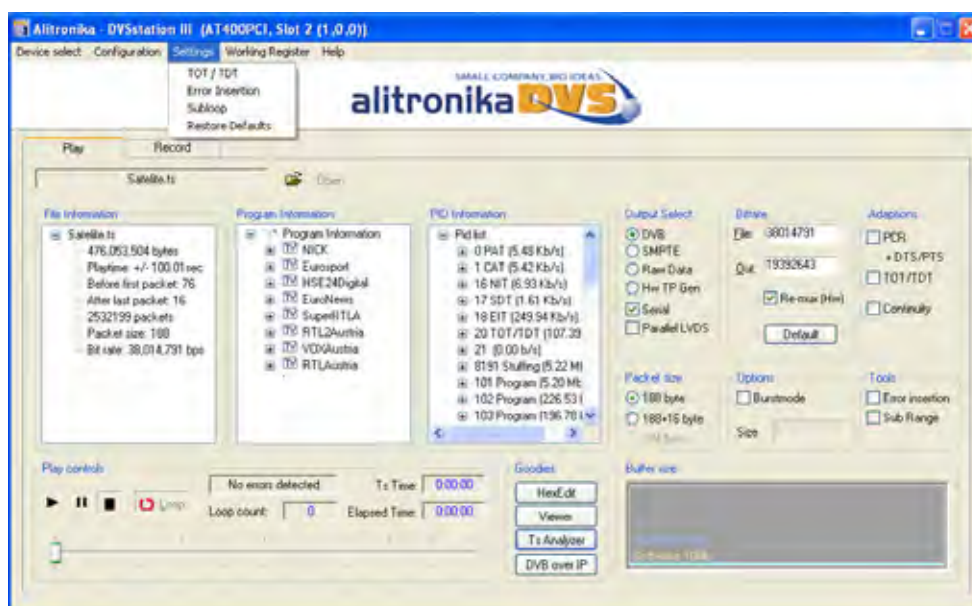 Alitronika - DVSstation III (AT400PCI, Slot 2 (1,0,0))
Device select Configuration Settings Working Register Help
TOT / TDT
Error Insertion
Subloop
Restore Defaults
SMALL COMPANY, BIG IDEAS
alitronika DVS
Play Record
Satelite.ts Open
File Information
Satelite.ts
476,053,504 bytes
Playtime: +/- 100.01 sec
Before first packet: 76
After last packet: 16
2532199 packets
Packet size: 188
Bit rate: 38,014,791 bps
Program Information
Program Information
NICK
Eurosport
HSE24Digital
EuroNews
SuperRTLA
RTL2Austria
VOXAustria
RTLAustria
PID Information
Pid list
0 PAT (5.48 Kb/s)
1 CAT (5.42 Kb/s)
16 NIT (6.93 Kb/s)
17 SDT (1.61 Kb/s)
18 EIT (249.94 Kb/s)
20 TOT/TDT (107.39
21 (0.00 b/s)
8191 Stuffing (5.22 M
101 Program (5.20 Mb
102 Program (226.53
103 Program (196.78
Output Select
DVB
SMPTE
Raw Data
Hw TP Gen
Serial
Parallel LVDS
Bitrate
File: 38014791
Out: 19392643
Re-mux (Hw)
Default
Adaptions
PCR
+ DTS/PTS
TOT/TDT
Continuity
Packet size
188 byte
188+16 byte
Options
Burstmode
Size
Tools
Error insertion
Sub Range
Play controls
Loop
No errors detected Ts Time: 0:00:00
Loop count: 0 Elapsed Time: 0:00:00
Goodies
HexEdit
Viewer
Ts Analyzer
DVB over IP
Buffer size